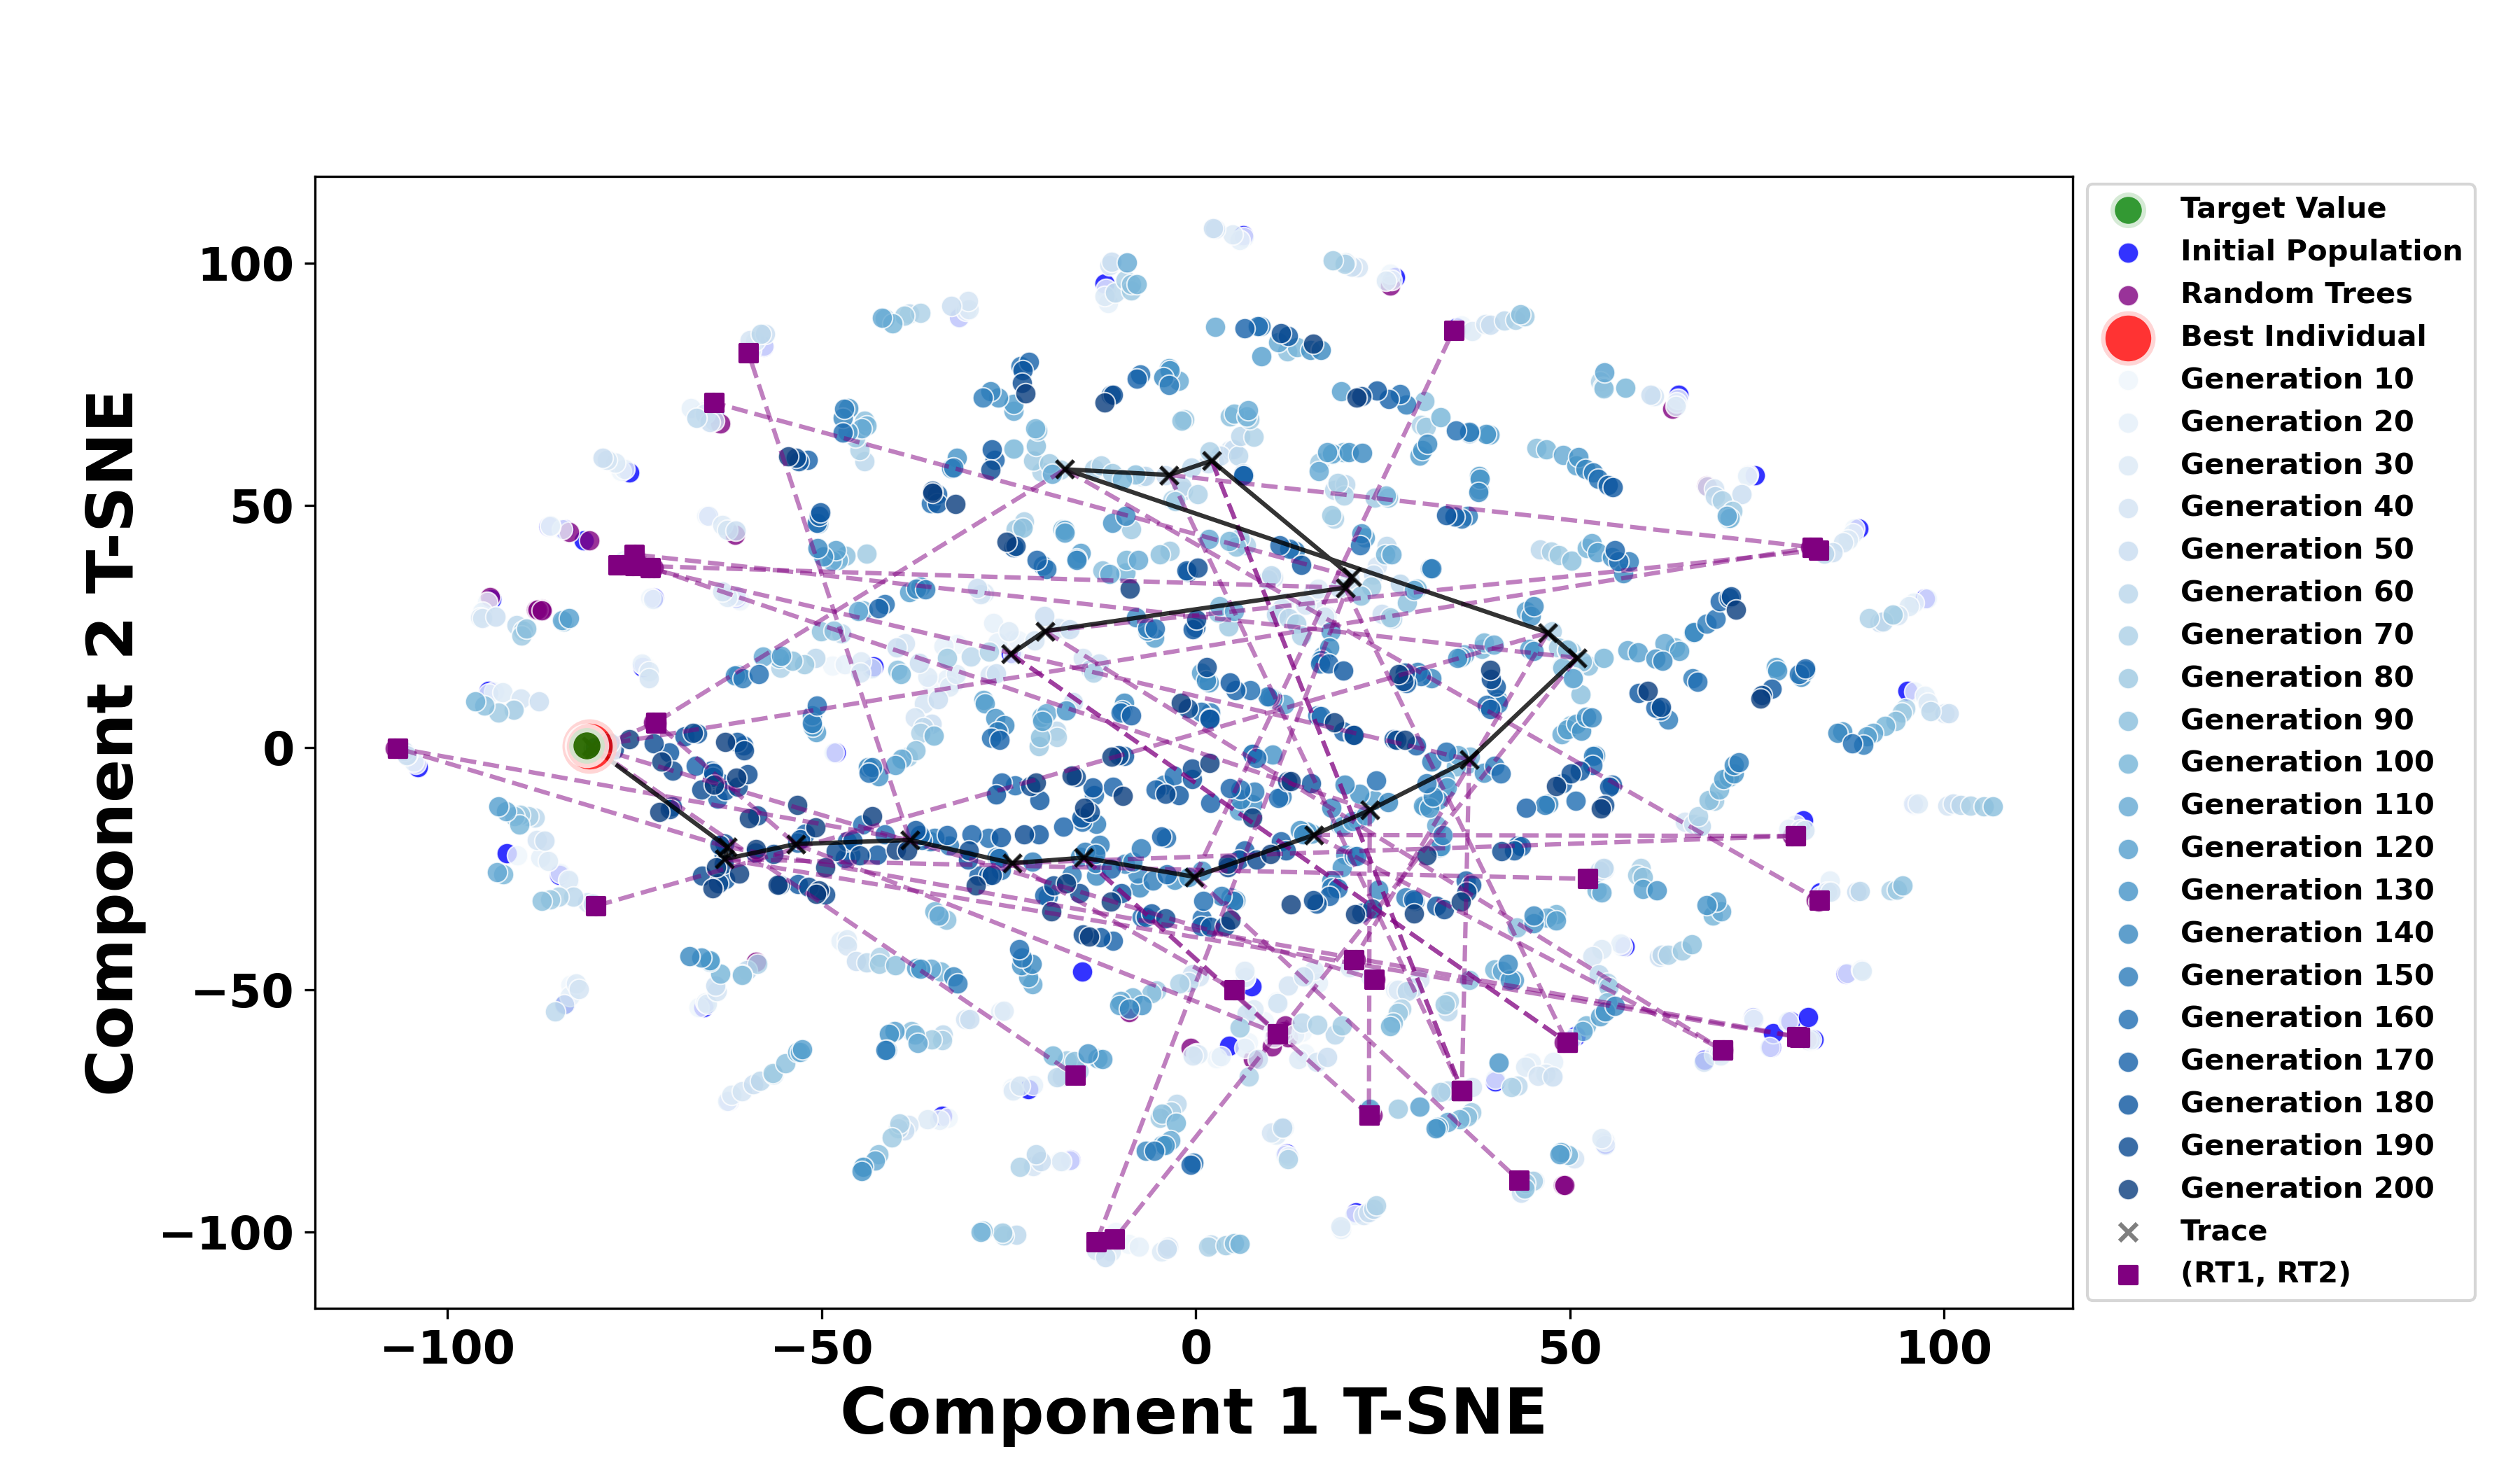 Component 2 T-SNE
100
50
0
−50
−100
−100
−50
0
50
100
Component 1 T-SNE
Target Value
Initial Population
Random Trees
Best Individual
Generation 10
Generation 20
Generation 30
Generation 40
Generation 50
Generation 60
Generation 70
Generation 80
Generation 90
Generation 100
Generation 110
Generation 120
Generation 130
Generation 140
Generation 150
Generation 160
Generation 170
Generation 180
Generation 190
Generation 200
Trace
(RT1, RT2)